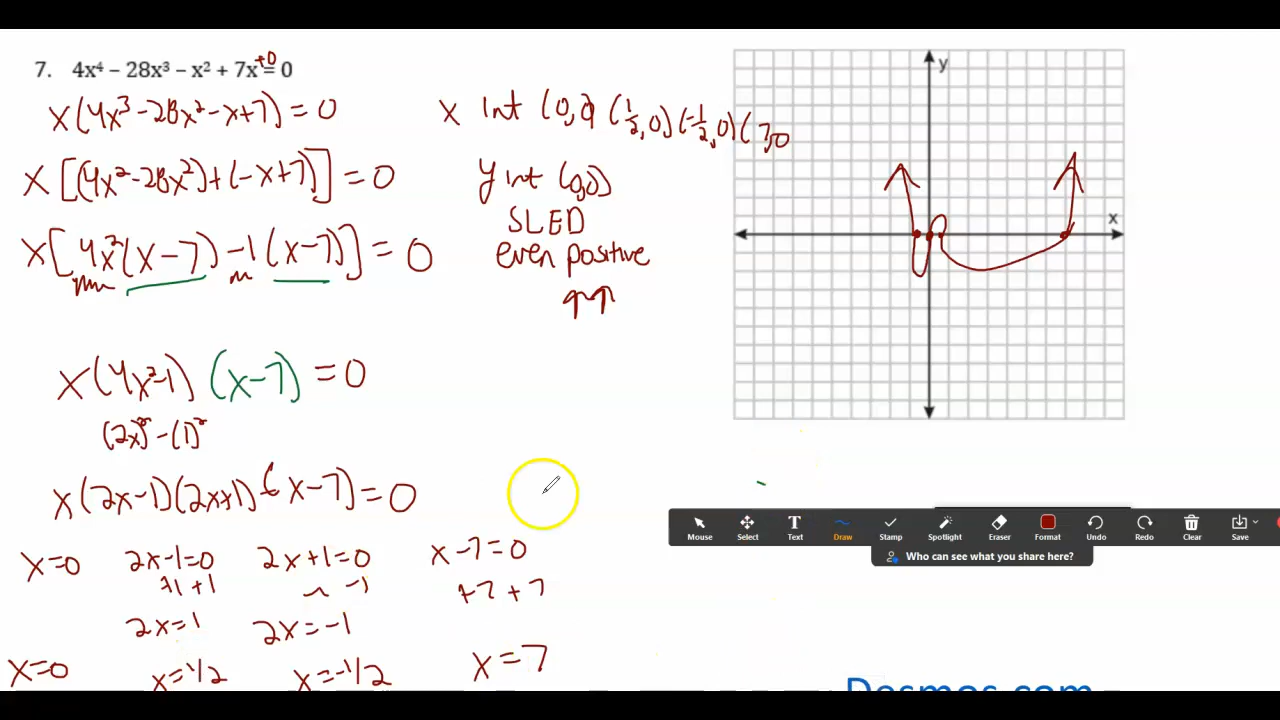 7. 4x⁴ – 28x³ – x² + 7x +0 = 0
x(4x³-28x²-x+7)=0
x[(4x²-28x²)+(-x+7)]=0
x[4x²(x-7)-1(x-7)]=0
x(4x²-1)(x-7)=0
(2x)²-(1)²
x(2x-1)(2x+1)(x-7)=0
x=0 2x-1=0 2x+1=0 x-7=0
+1 +1 -1 +7 +7
2x=1 2x=-1
x=0 x=1/2 x=-1/2 x=7
x int (0,0) (1/2,0)(-1/2,0)(7,0
y int (0,0)
SLED
even positive
↑↑
y
x
Mouse Select Text Draw Stamp Spotlight Eraser Format Undo Redo Clear Save
Who can see what you share here?
Desmos.com